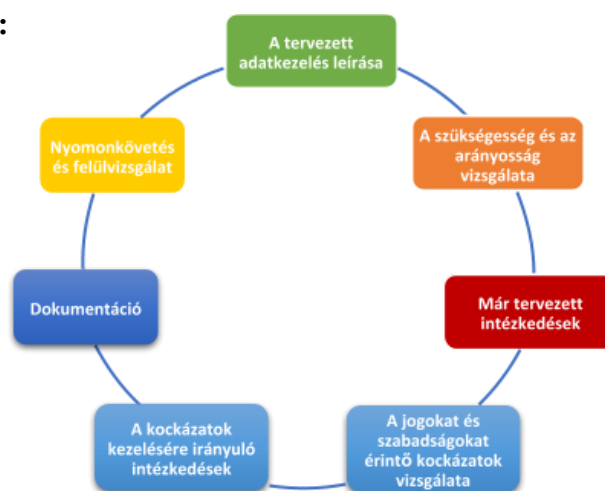 :
A tervezett
adatkezelés leírása
A szükségesség és az
arányosság
vizsgálata
Már tervezett
intézkedések
A jogokat és
szabadságokat
érintő kockázatok
vizsgálata
A kockázatok
kezelésére irányuló
intézkedések
Dokumentáció
Nyomonkövetés
és felülvizsgálat